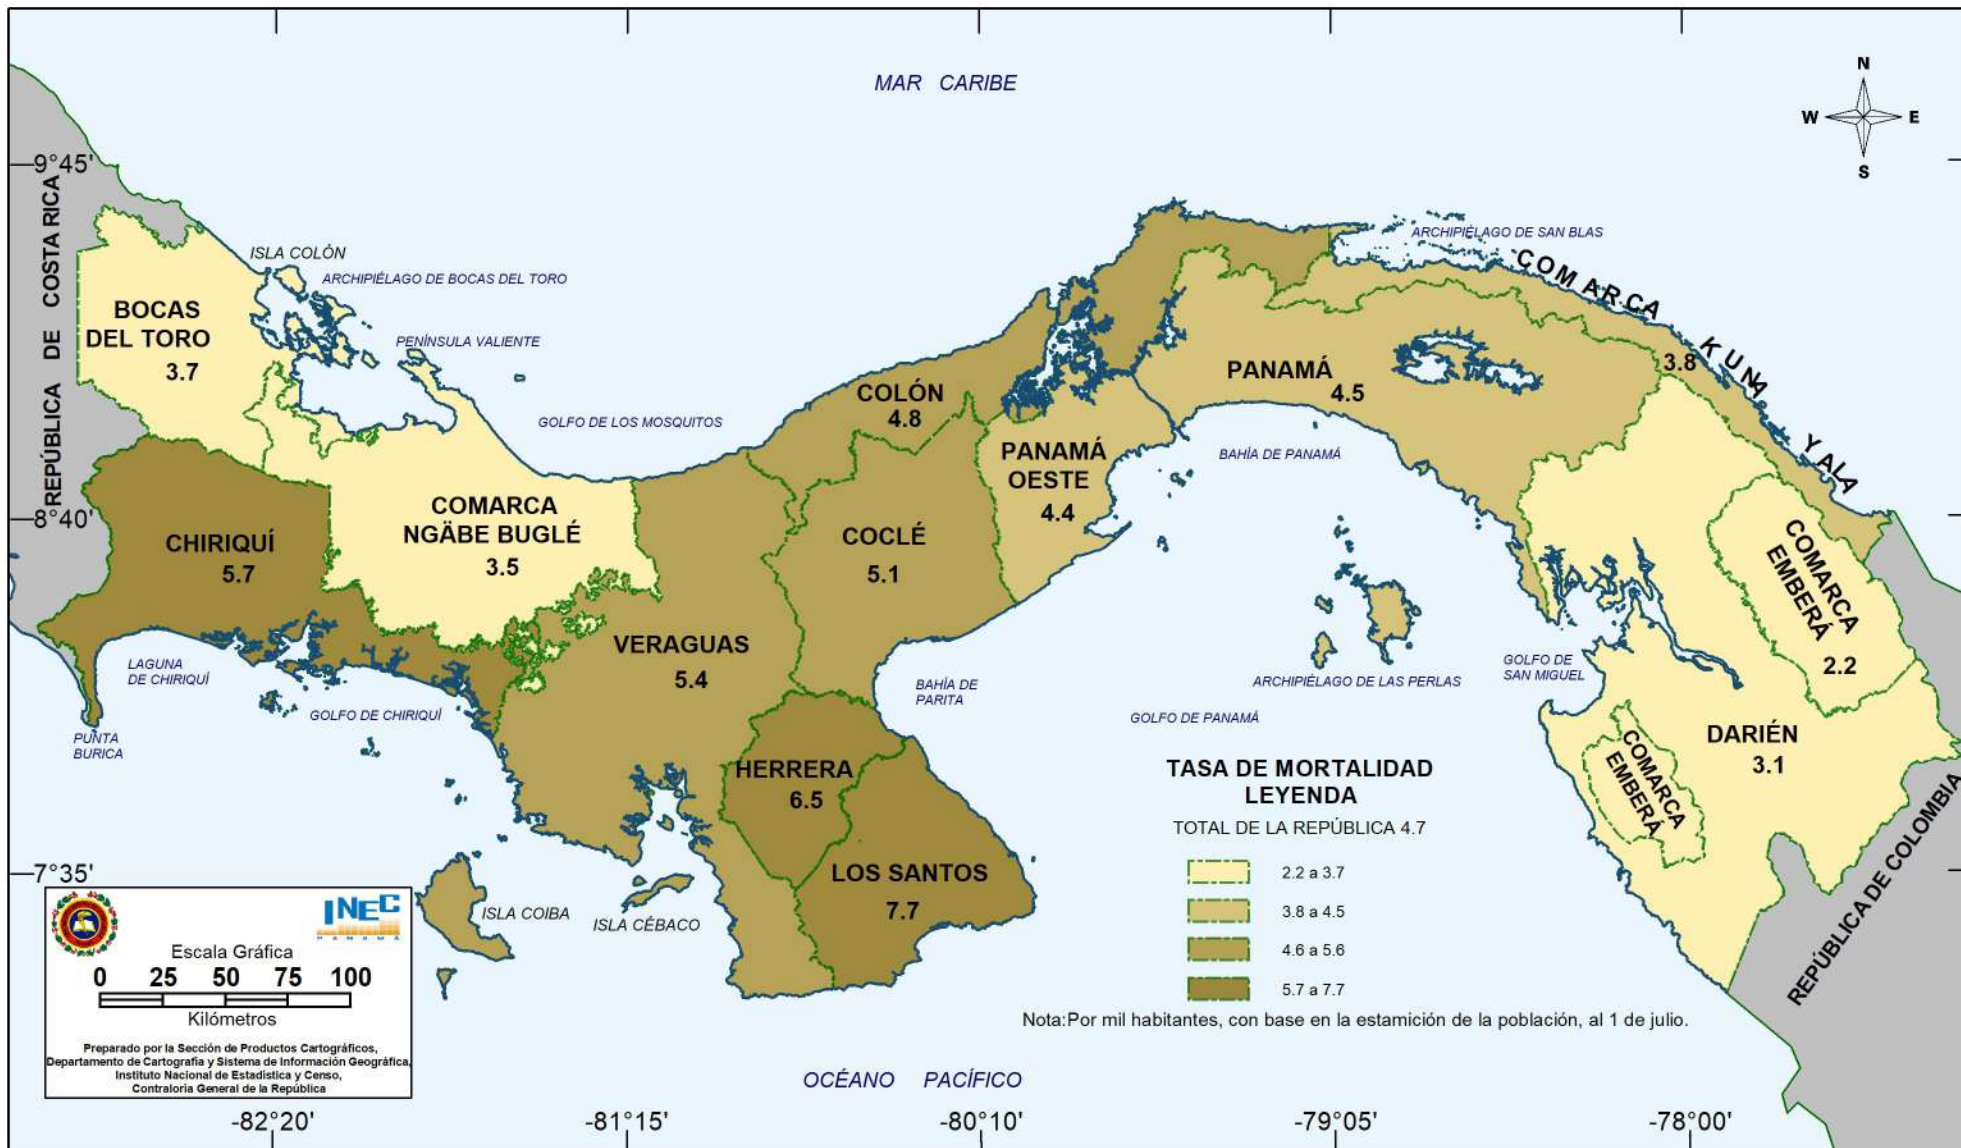 MAR CARIBE
N
W E
S
9°45'
REPÚBLICA DE COSTA RICA
ISLA COLÓN
ARCHIPIÉLAGO DE BOCAS DEL TORO
ARCHIPIÉLAGO DE SAN BLAS
COMARCA KUNA YALA
3.8
BOCAS
DEL TORO
3.7
PENÍNSULA VALIENTE
GOLFO DE LOS MOSQUITOS
COLÓN
4.8
PANAMÁ
4.5
PANAMÁ
OESTE
4.4
BAHÍA DE PANAMÁ
8°40'
CHIRIQUÍ
5.7
COMARCA
NGÄBE BUGLÉ
3.5
COCLÉ
5.1
VERAGUAS
5.4
COMARCA
EMBERÁ
2.2
LAGUNA
DE CHIRIQUÍ
GOLFO DE CHIRIQUÍ
PUNTA
BURICA
BAHÍA DE
PARITA
ARCHIPIÉLAGO DE LAS PERLAS
GOLFO DE
SAN MIGUEL
GOLFO DE PANAMÁ
DARIÉN
3.1
COMARCA
EMBERÁ
HERRERA
6.5
LOS SANTOS
7.7
REPÚBLICA DE COLOMBIA
7°35'
ISLA COIBA
ISLA CÉBACO
TASA DE MORTALIDAD
LEYENDA
TOTAL DE LA REPÚBLICA 4.7
2.2 a 3.7
3.8 a 4.5
4.6 a 5.6
5.7 a 7.7
Nota:Por mil habitantes, con base en la estamición de la población, al 1 de julio.
INEC
PANAMÁ
Escala Gráfica
0 25 50 75 100
Kilómetros
Preparado por la Sección de Productos Cartográficos,
Departamento de Cartografía y Sistema de Información Geográfica,
Instituto Nacional de Estadística y Censo,
Contraloría General de la República
OCÉANO PACÍFICO
-82°20' -81°15' -80°10' -79°05' -78°00'